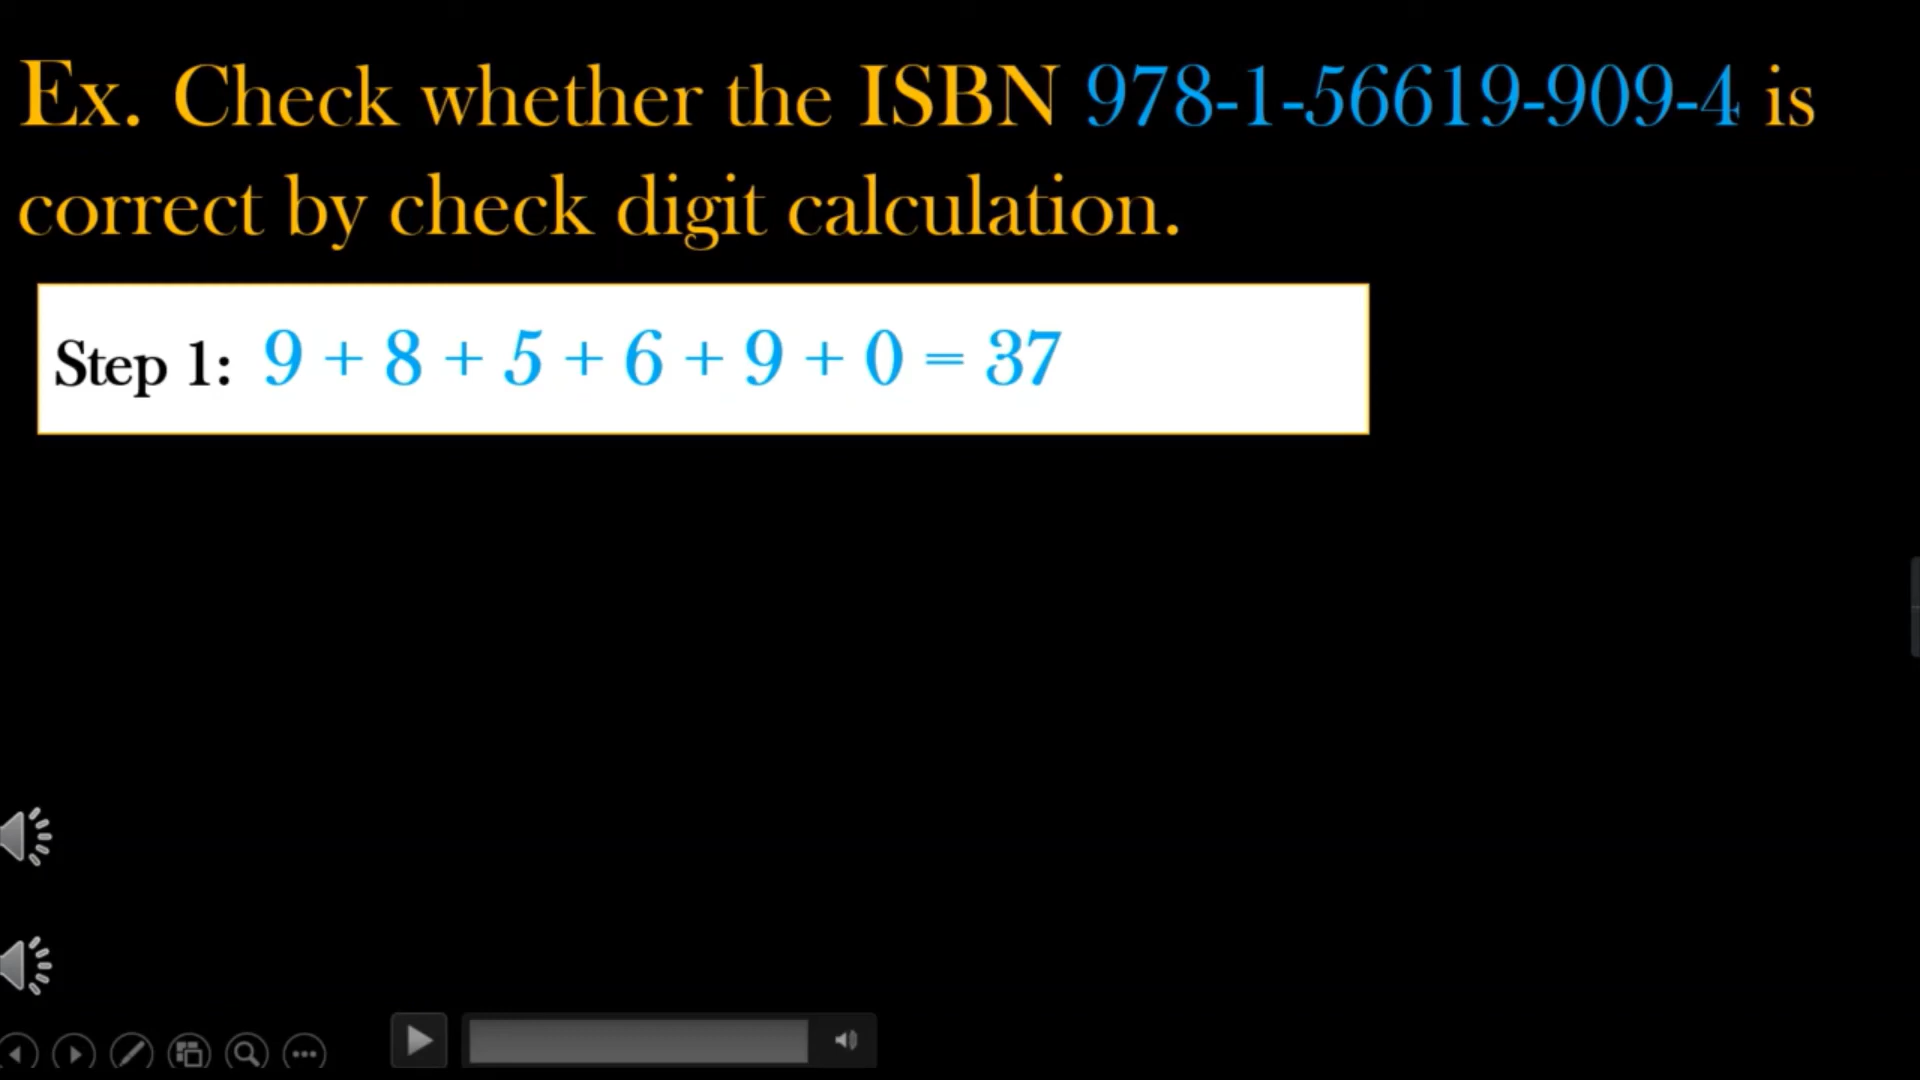 Ex. Check whether the ISBN 978-1-56619-909-4 is
correct by check digit calculation.
Step 1: 9 + 8 + 5 + 6 + 9 + 0 = 37